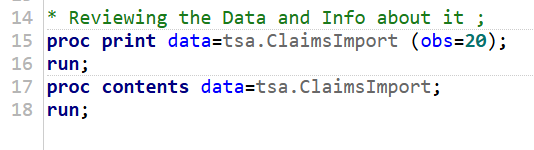 14 * Reviewing the Data and Info about it ;
15 proc print data=tsa.ClaimsImport (obs=20);
16 run;
17 proc contents data=tsa.ClaimsImport;
18 run;